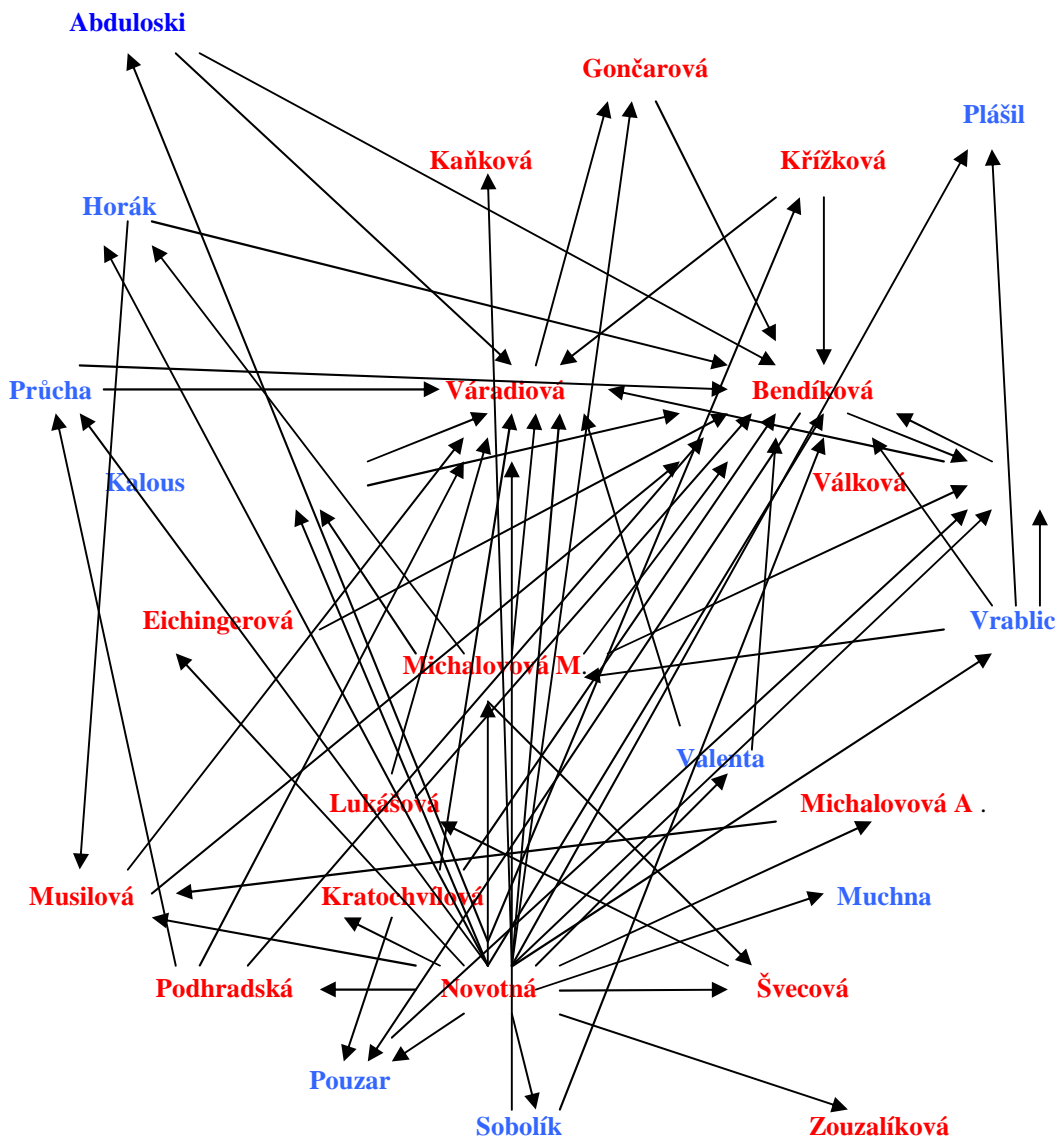 Abduloski
Gončarová
Plášil
Kaňková
Křížková
Horák
Průcha
Váradiová
Bendíková
Kalous
Válková
Eichingerová
Vrablic
Michalovová M.
Valenta
Lukášová
Michalovová A .
Musilová
Kratochvílová
Muchna
Podhradská
Novotná
Švecová
Pouzar
Sobolík
Zouzalíková